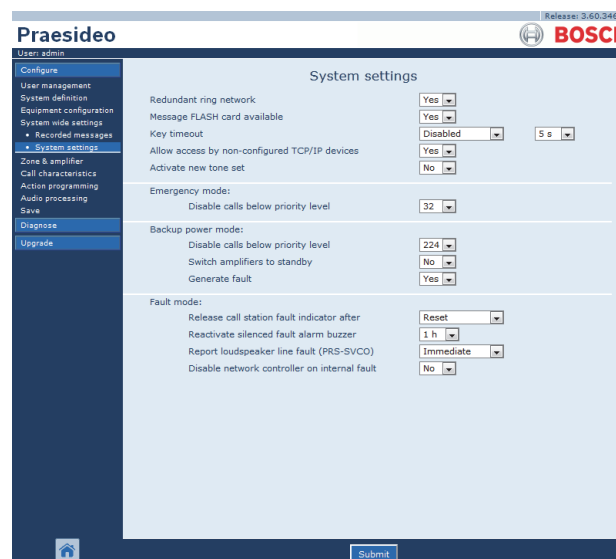 Release: 3.60.346
Praesideo
BOSCH
User: admin
Configure
User management
System definition
Equipment configuration
System wide settings
• Recorded messages
• System settings
Zone & amplifier
Call characteristics
Action programming
Audio processing
Save
Diagnose
Upgrade
System settings
Redundant ring network Yes
Message FLASH card available Yes
Key timeout Disabled 5 s
Allow access by non-configured TCP/IP devices Yes
Activate new tone set No
Emergency mode:
Disable calls below priority level 32
Backup power mode:
Disable calls below priority level 224
Switch amplifiers to standby No
Generate fault Yes
Fault mode:
Release call station fault indicator after Reset
Reactivate silenced fault alarm buzzer 1 h
Report loudspeaker line fault (PRS-SVCO) Immediate
Disable network controller on internal fault No
Submit